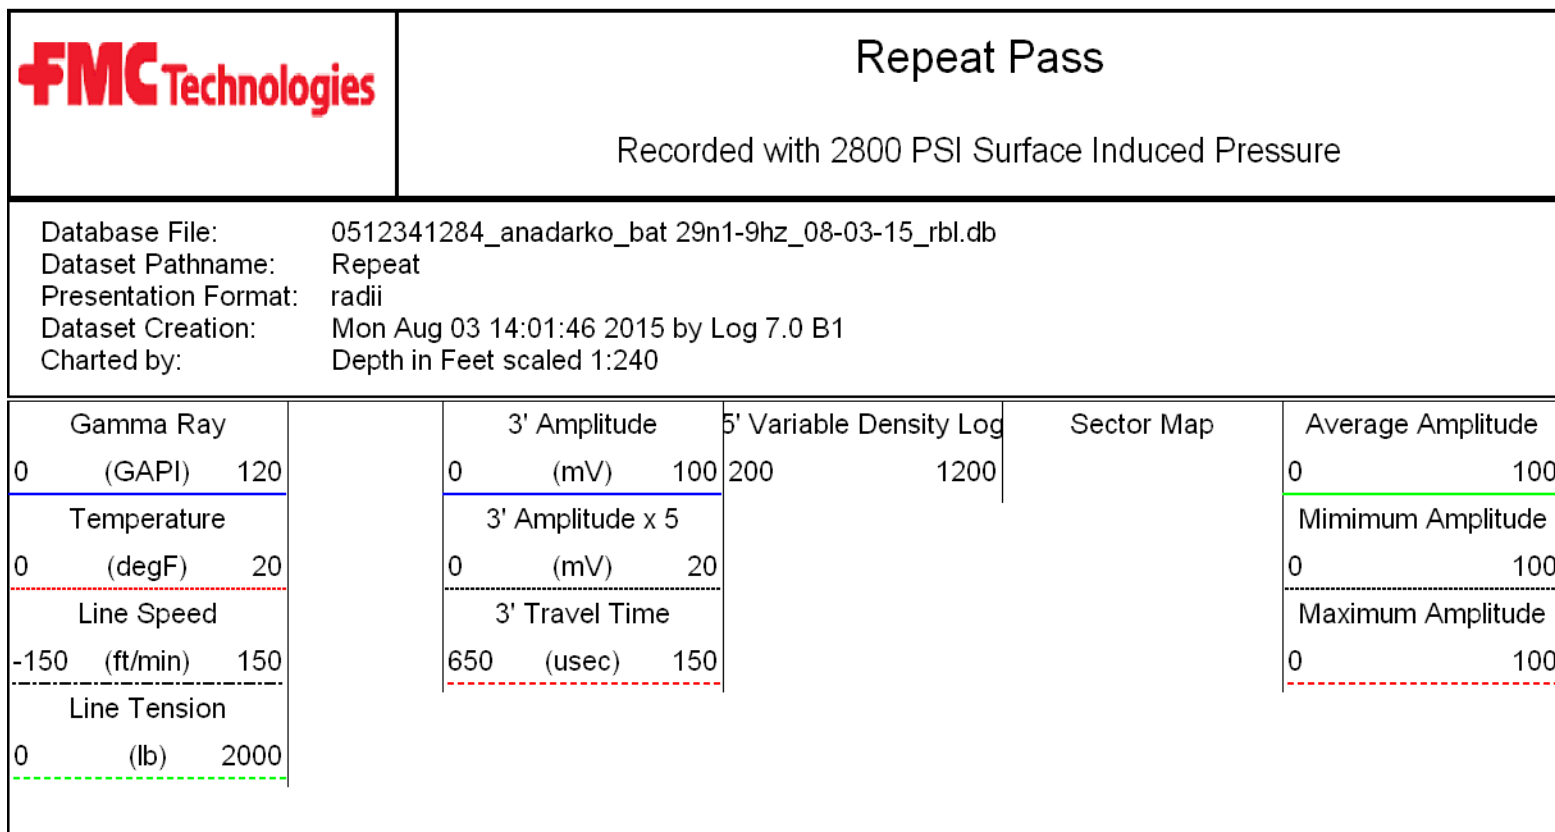 FMC Technologies
Repeat Pass
Recorded with 2800 PSI Surface Induced Pressure
Database File: 0512341284_anadarko_bat 29n1-9hz_08-03-15_rbl.db
Dataset Pathname: Repeat
Presentation Format: radii
Dataset Creation: Mon Aug 03 14:01:46 2015 by Log 7.0 B1
Charted by: Depth in Feet scaled 1:240
Gamma Ray
0 (GAPI) 120
Temperature
0 (degF) 20
Line Speed
-150 (ft/min) 150
Line Tension
0 (lb) 2000
3' Amplitude
0 (mV) 100
3' Amplitude x 5
0 (mV) 20
3' Travel Time
650 (usec) 150
5' Variable Density Log
200 1200
Sector Map
Average Amplitude
0 100
Mimimum Amplitude
0 100
Maximum Amplitude
0 100